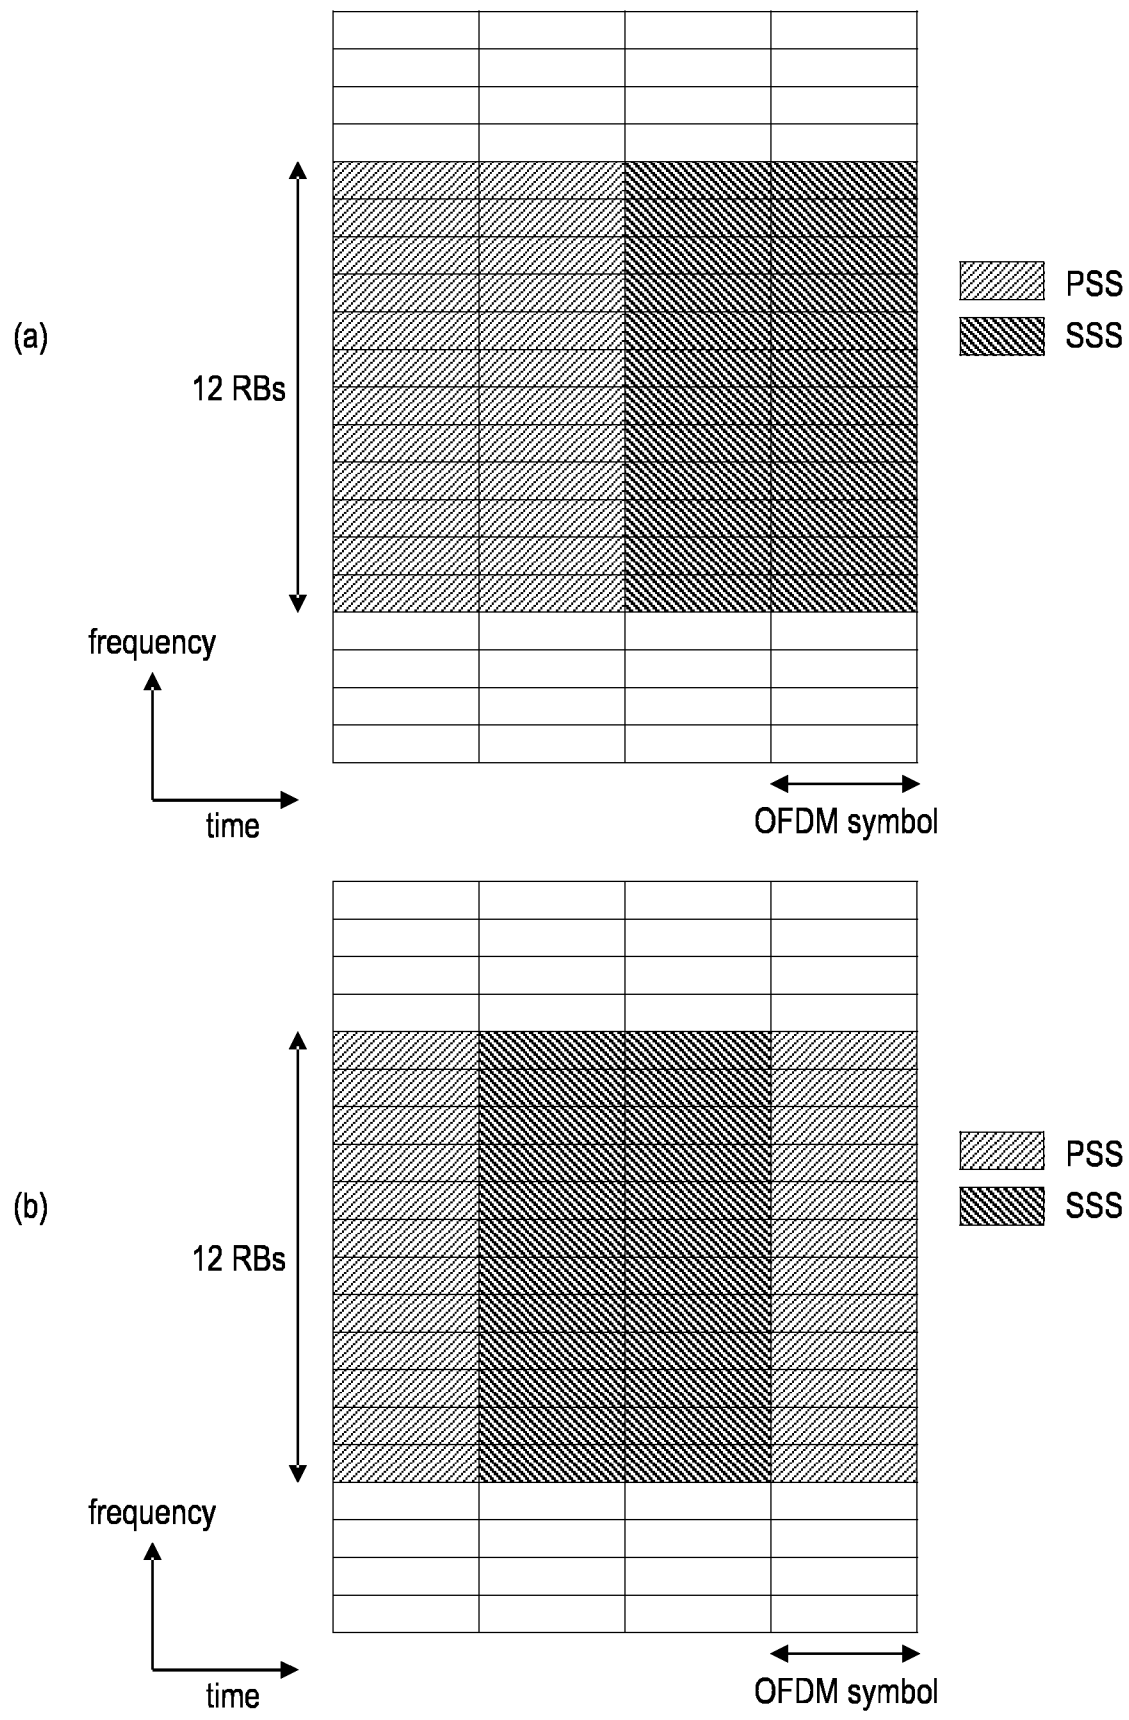 PSS
SSS
(a)
12 RBs
frequency
time
OFDM symbol
PSS
SSS
(b)
12 RBs
frequency
time
OFDM symbol